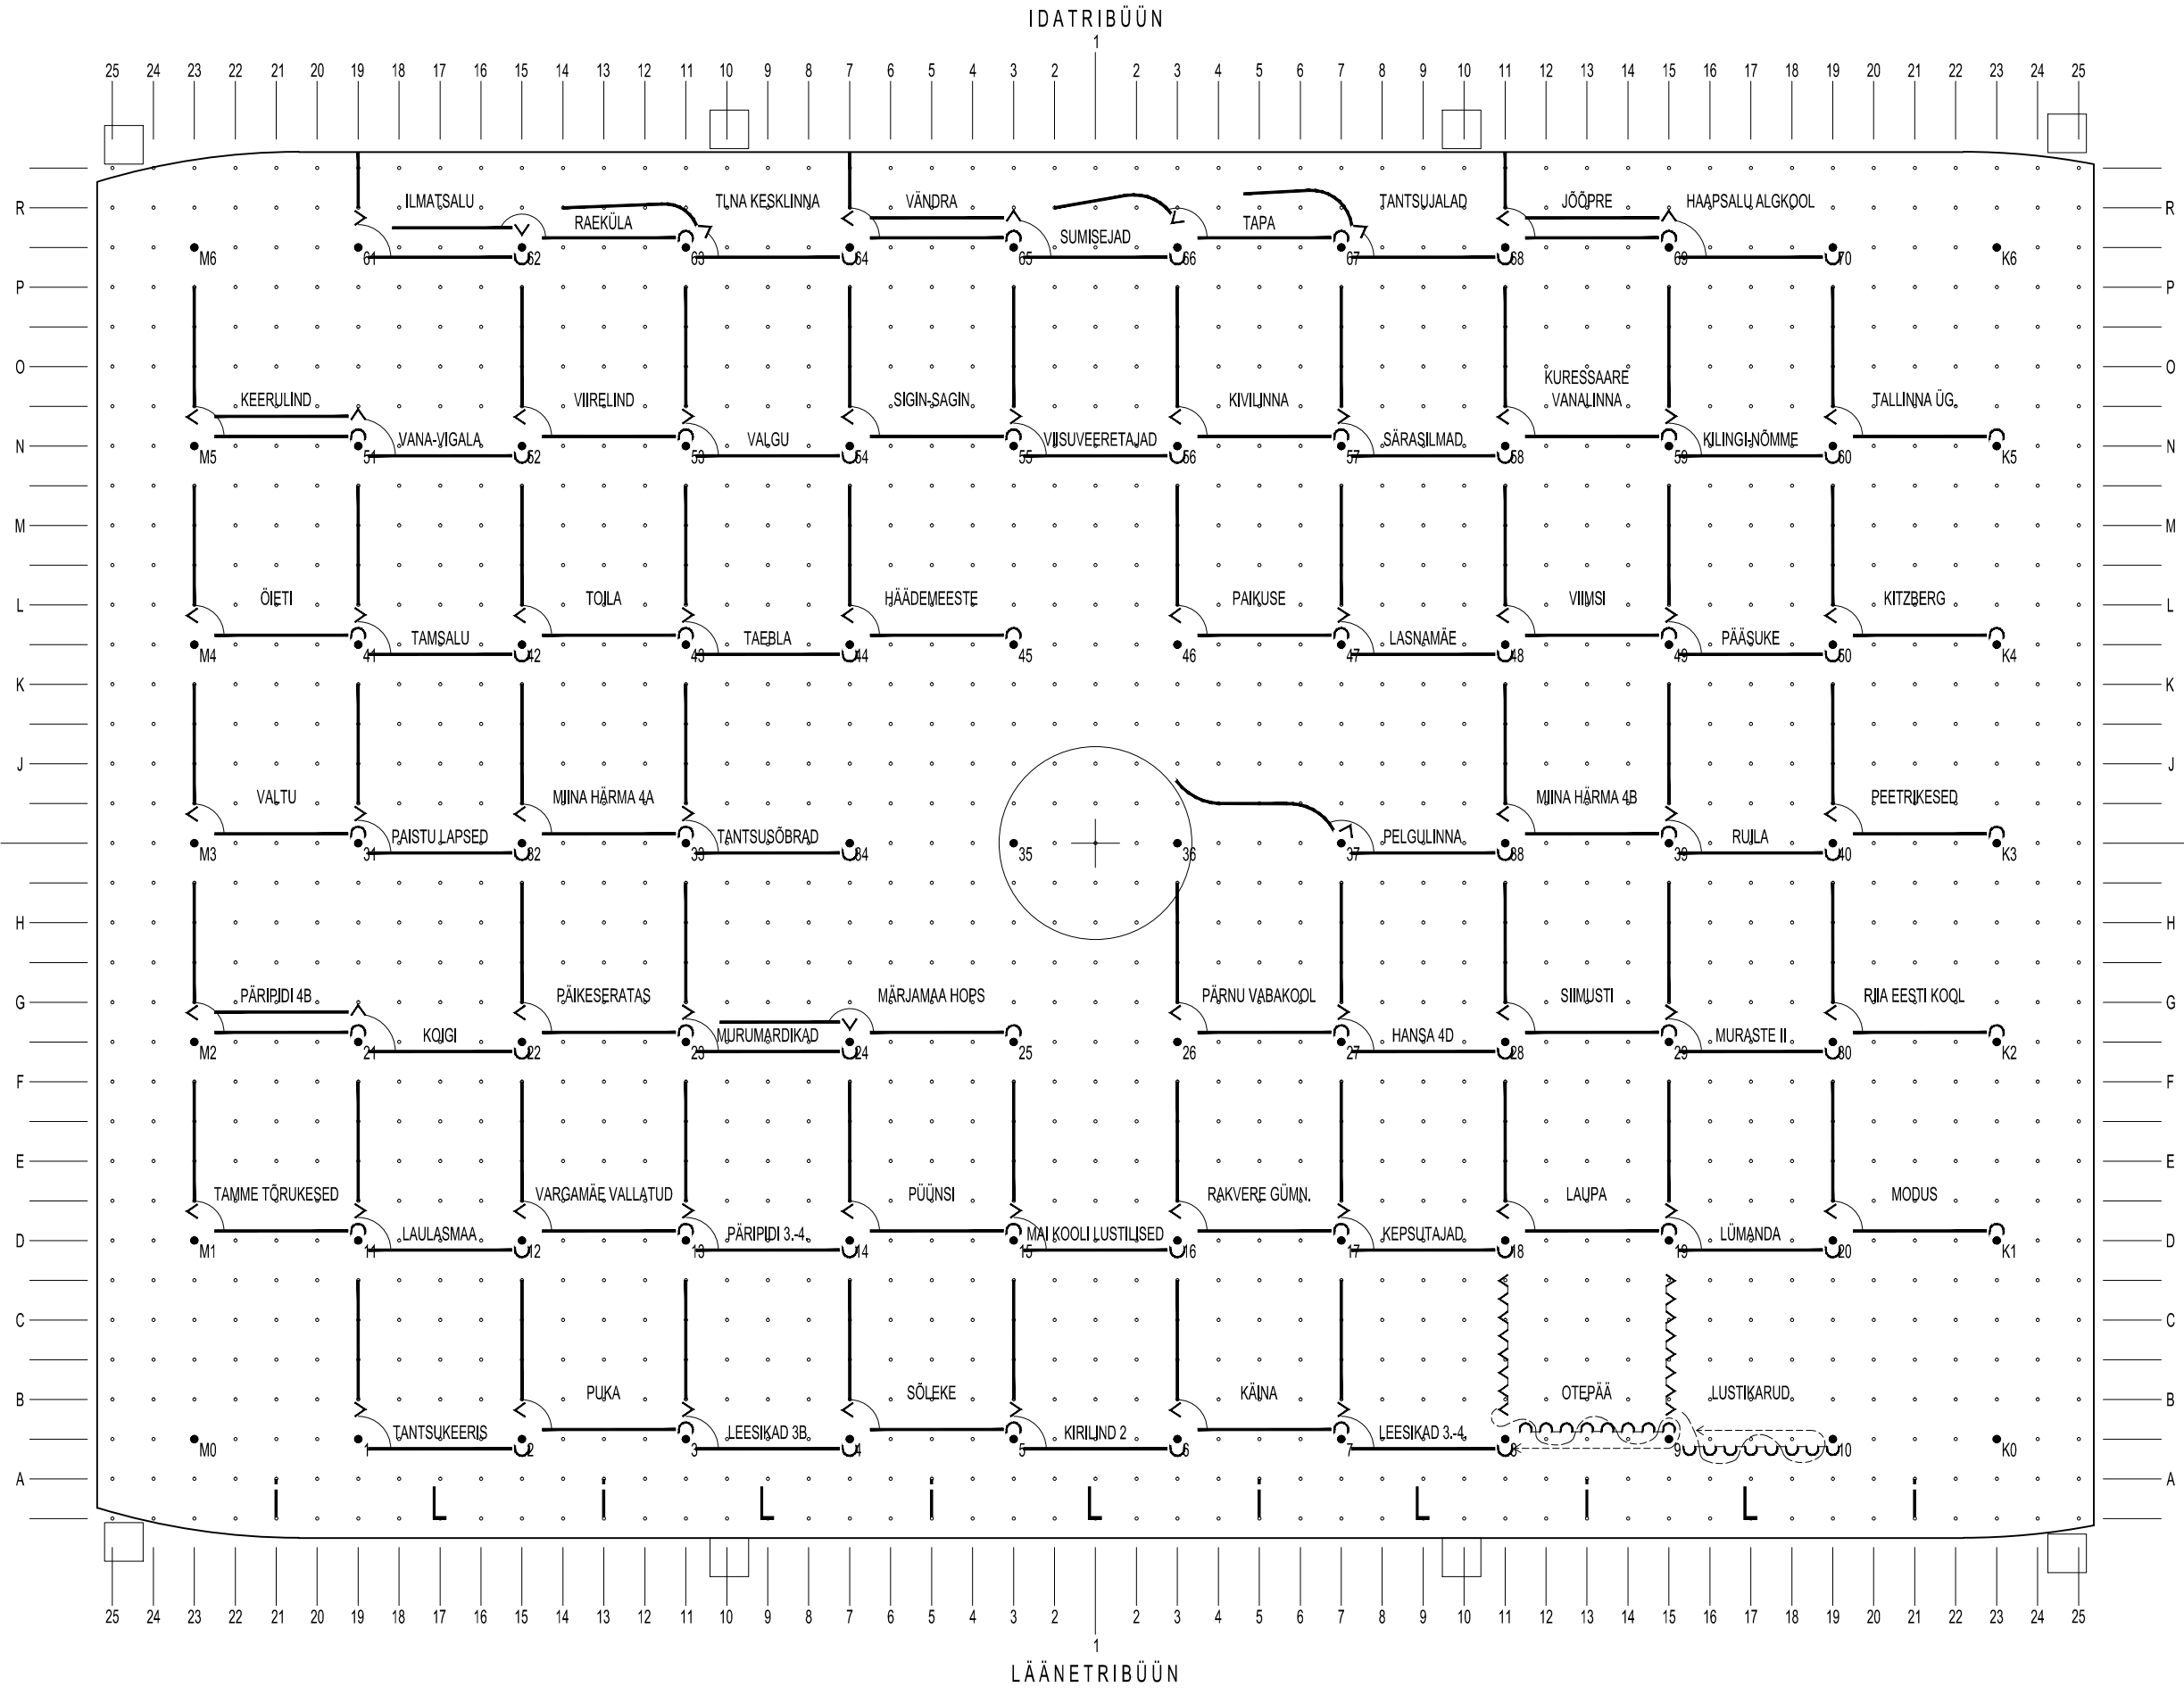 IDATRIBÜÜN
1
25 24 23 22 21 20 19 18 17 16 15 14 13 12 11 10 9 8 7 6 5 4 3 2 2 3 4 5 6 7 8 9 10 11 12 13 14 15 16 17 18 19 20 21 22 23 24 25
R ILMATSALU RAEKÜLA TLNA KESKLINNA VÄNDRA SUMISEJAD TAPA TANTSUJALAD JÕÕPRE HAAPSALU ALGKOOL R
M6 61 62 63 64 65 66 67 68 69 70 K6
P P
O O
KEERULIND VIIRELIND SIGIN-SAGIN KIVILINNA KURESSAARE
VANALINNA TALLINNA ÜG.
N VANA-VIGALA VALGU VIISUVEERETAJAD SÄRASILMAD KILINGI-NÕMME N
M5 51 52 53 54 55 56 57 58 59 60 K5
M M
L ÕIETI TOILA HÄÄDEMEESTE PAIKUSE VIIMSI KITZBERG L
TAMSALU TAEBLA LASNAMÄE PÄÄSUKE
M4 41 42 43 44 45 46 47 48 49 50 K4
K K
J J
VALTU MIINA HÄRMA 4A MIINA HÄRMA 4B PEETRIKESED
PAISTU LAPSED TANTSUSÕBRAD PELGULINNA RUILA
M3 31 32 33 34 35 36 37 38 39 40 K3
H H
G PÄRIPIDI 4B PÄIKESERATAS MÄRJAMAA HOPS PÄRNU VABAKOOL SIIMUSTI RIIA EESTI KOOL G
KOIGI MURUMARDIKAD HANSA 4D MURASTE II
M2 21 22 23 24 25 26 27 28 29 30 K2
F F
E E
TAMME TÕRUKESED VARGAMÄE VALLATUD PÜÜNSI RAKVERE GÜMN. LAUPA MODUS
D LAULASMAA PÄRIPIDI 3.-4. MAI KOOLI LUSTILISED KEPSUTAJAD LÜMANDA D
M1 11 12 13 14 15 16 17 18 19 20 K1
C C
B PUKA SÕLEKE KÄINA OTEPÄÄ LUSTIKARUD B
TANTSUKEERIS LEESIKAD 3B KIRILIND 2 LEESIKAD 3.-4.
M0 1 2 3 4 5 6 7 8 9 10 K0
A A
i L i L i L i L i L i
25 24 23 22 21 20 19 18 17 16 15 14 13 12 11 10 9 8 7 6 5 4 3 2 2 3 4 5 6 7 8 9 10 11 12 13 14 15 16 17 18 19 20 21 22 23 24 25
1
LÄÄNETRIBÜÜN